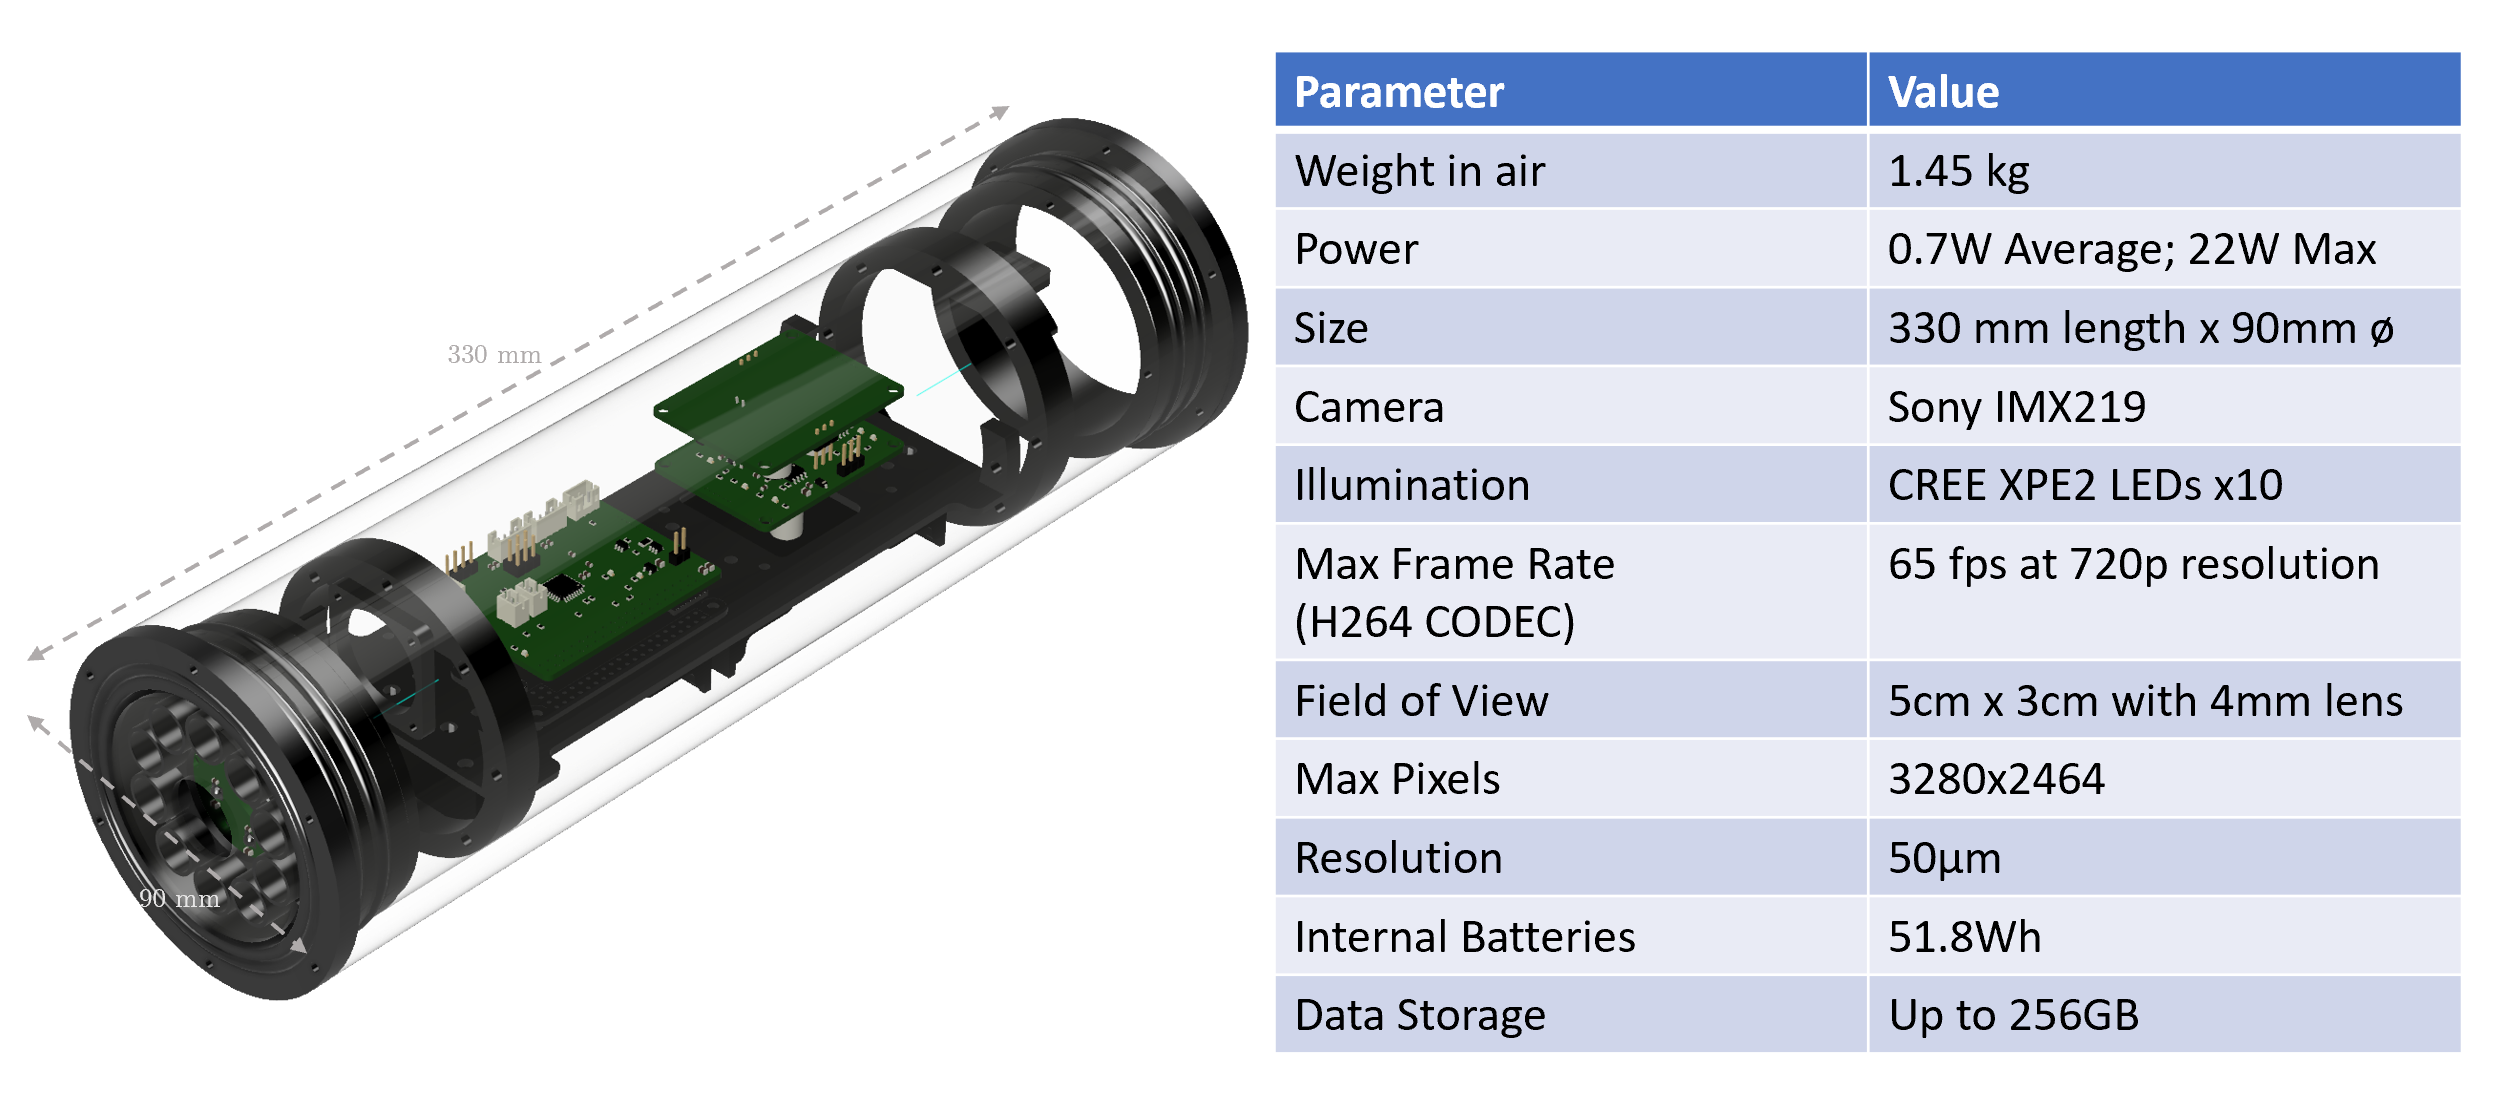 330 mm
90 mm
Parameter Value
Weight in air 1.45 kg
Power 0.7W Average; 22W Max
Size 330 mm length x 90mm ø
Camera Sony IMX219
Illumination CREE XPE2 LEDs x10
Max Frame Rate 65 fps at 720p resolution
(H264 CODEC)
Field of View 5cm x 3cm with 4mm lens
Max Pixels 3280x2464
Resolution 50µm
Internal Batteries 51.8Wh
Data Storage Up to 256GB